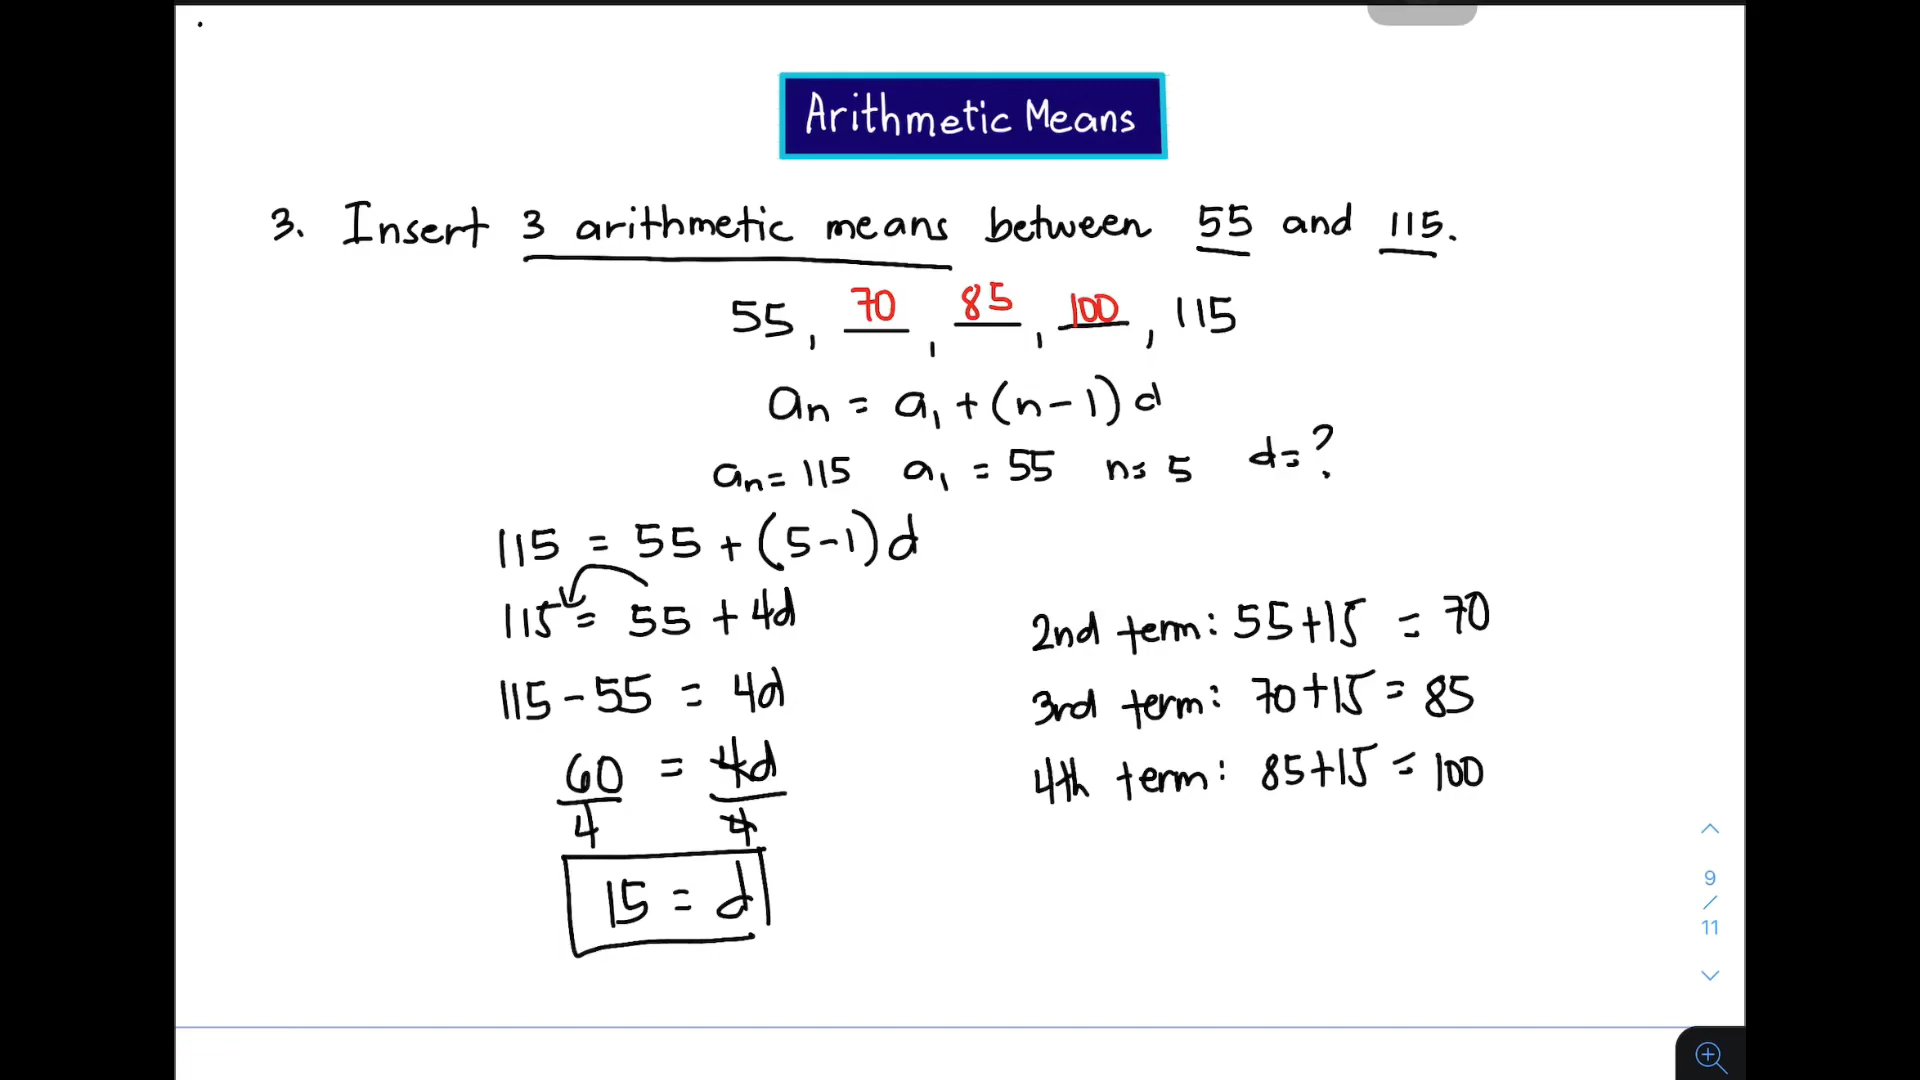 Arithmetic Means
3. Insert 3 arithmetic means between 55 and 115.
55, 70, 85, 100, 115
an = a1 + (n-1) d
an = 115 a1 = 55 n = 5 d = ?
115 = 55 + (5-1) d
115 = 55 + 4d
115 - 55 = 4d
60 = 4d
4 4
15 = d
2nd term: 55+15 = 70
3rd term: 70+15 = 85
4th term: 85+15 = 100
9
/
11